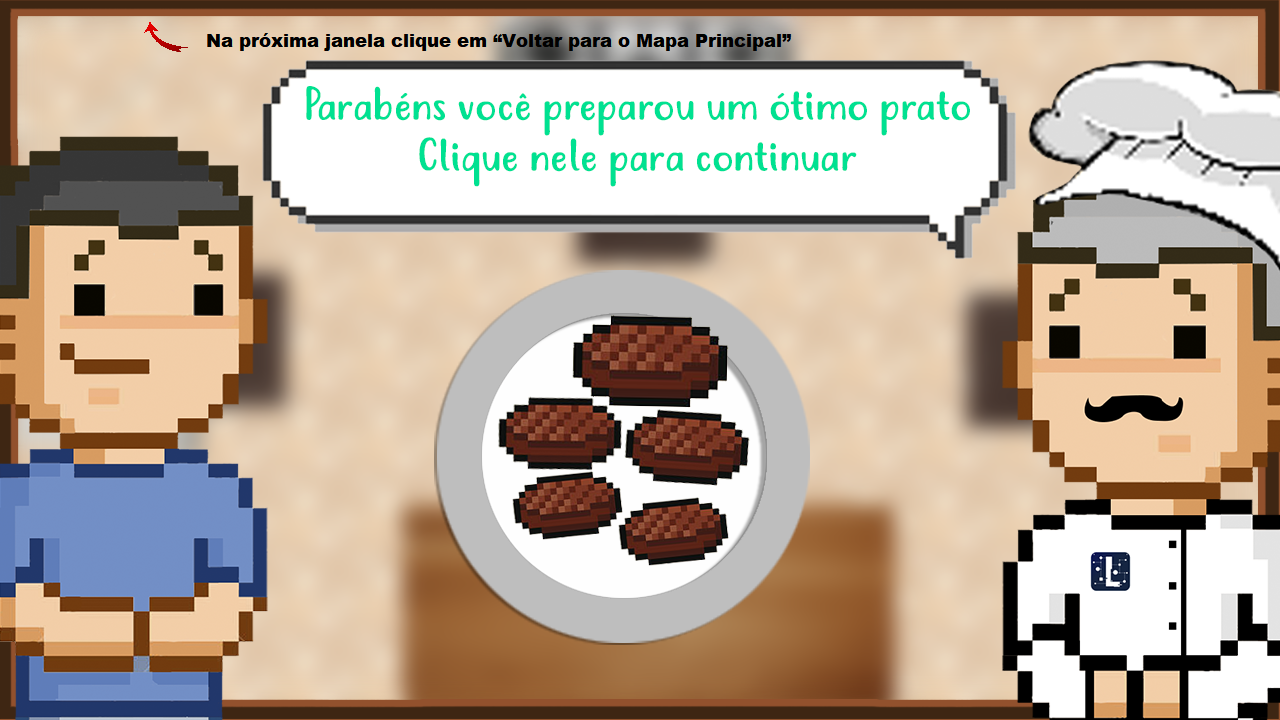 Na próxima janela clique em “Voltar para o Mapa Principal”
Parabéns você preparou um ótimo prato
Clique nele para continuar
L